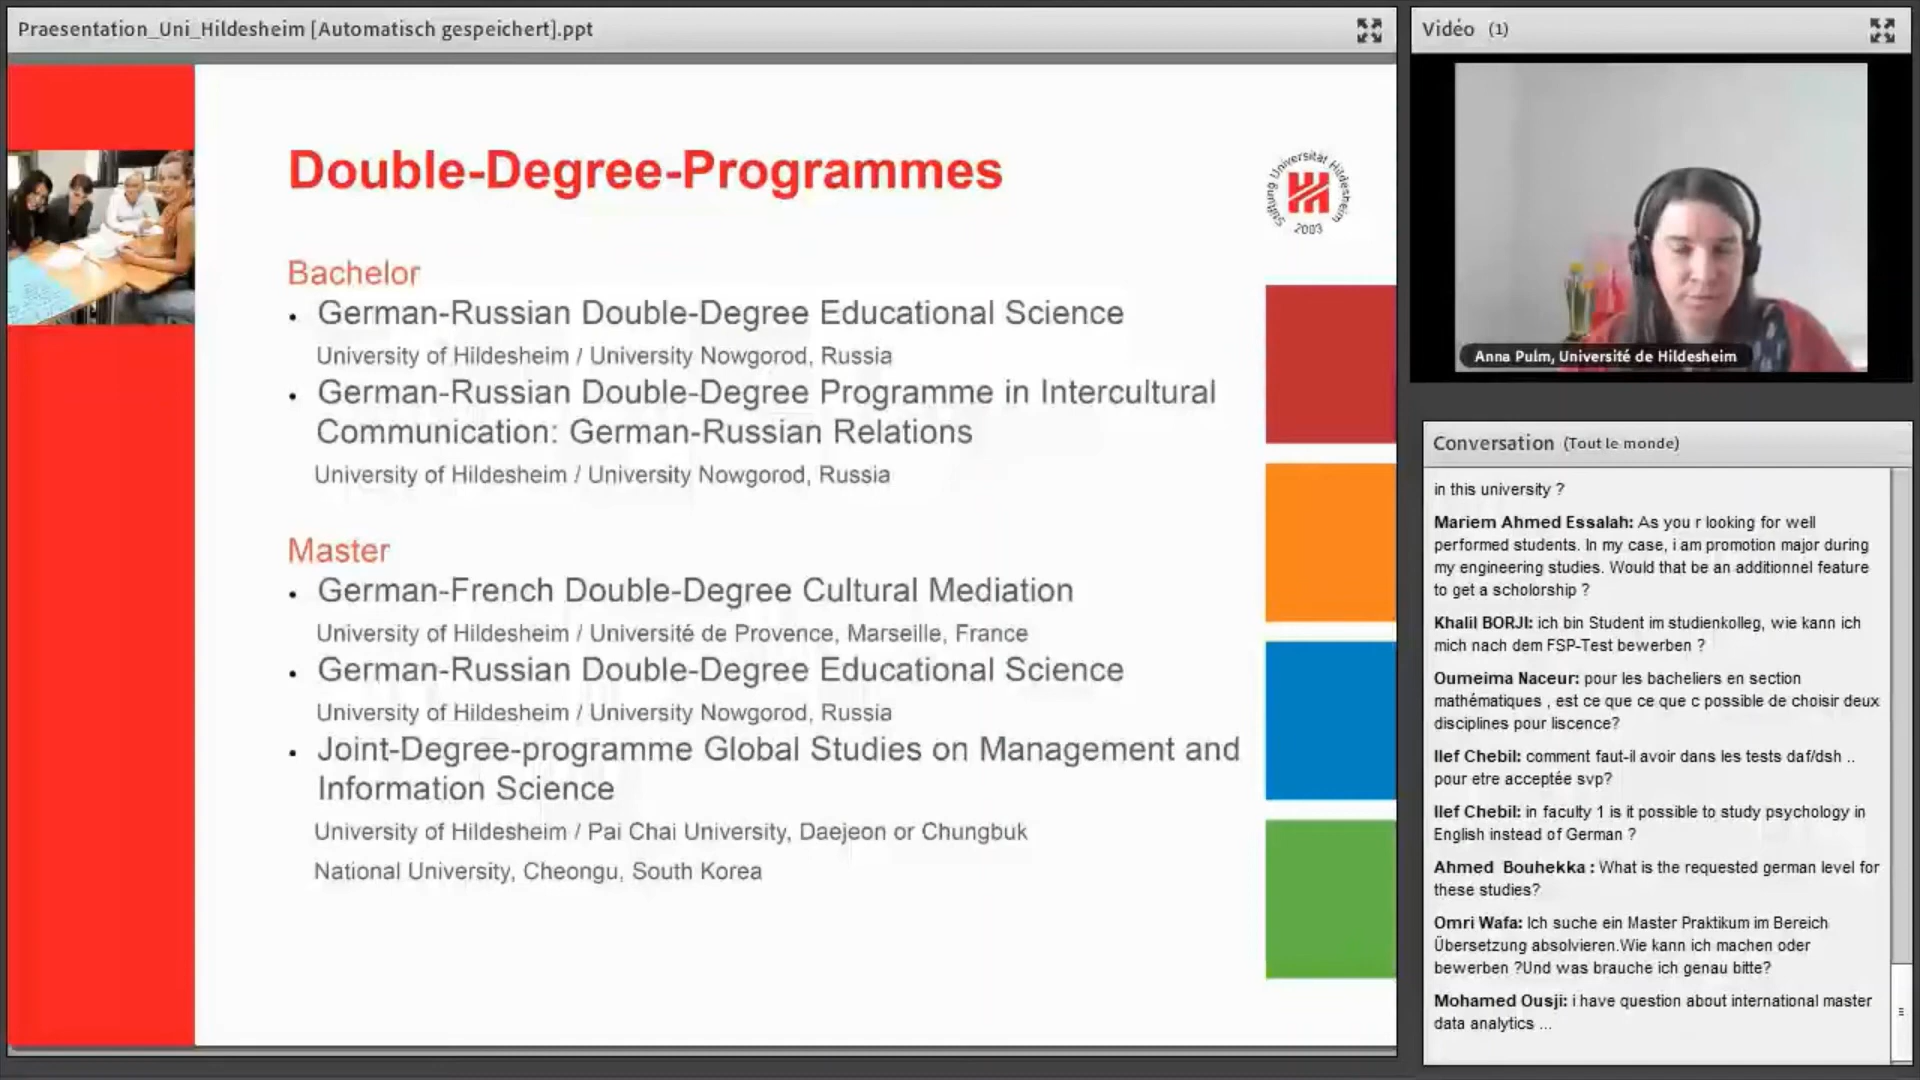 Praesentation_Uni_Hildesheim [Automatisch gespeichert].ppt
Double-Degree-Programmes
Stiftung Universität Hildesheim
2003
Bachelor
• German-Russian Double-Degree Educational Science
University of Hildesheim / University Nowgorod, Russia
• German-Russian Double-Degree Programme in Intercultural
Communication: German-Russian Relations
University of Hildesheim / University Nowgorod, Russia
Master
• German-French Double-Degree Cultural Mediation
University of Hildesheim / Université de Provence, Marseille, France
• German-Russian Double-Degree Educational Science
University of Hildesheim / University Nowgorod, Russia
• Joint-Degree-programme Global Studies on Management and
Information Science
University of Hildesheim / Pai Chai University, Daejeon or Chungbuk
National University, Cheongu, South Korea
Vidéo (1)
Anna Pulm, Université de Hildesheim
Conversation (Tout le monde)
in this university ?
Mariem Ahmed Essalah: As you r looking for well
performed students. In my case, i am promotion major during
my engineering studies. Would that be an additionnel feature
to get a scholorship ?
Khalil BORJI: ich bin Student im studienkolleg, wie kann ich
mich nach dem FSP-Test bewerben ?
Oumeima Naceur: pour les bacheliers en section
mathématiques , est ce que ce que c possible de choisir deux
disciplines pour liscence?
Ilef Chebil: comment faut-il avoir dans les tests daf/dsh ..
pour etre acceptée svp?
Ilef Chebil: in faculty 1 is it possible to study psychology in
English instead of German ?
Ahmed Bouhekka : What is the requested german level for
these studies?
Omri Wafa: Ich suche ein Master Praktikum im Bereich
Übersetzung absolvieren.Wie kann ich machen oder
bewerben ?Und was brauche ich genau bitte?
Mohamed Ousji: i have question about international master
data analytics ...